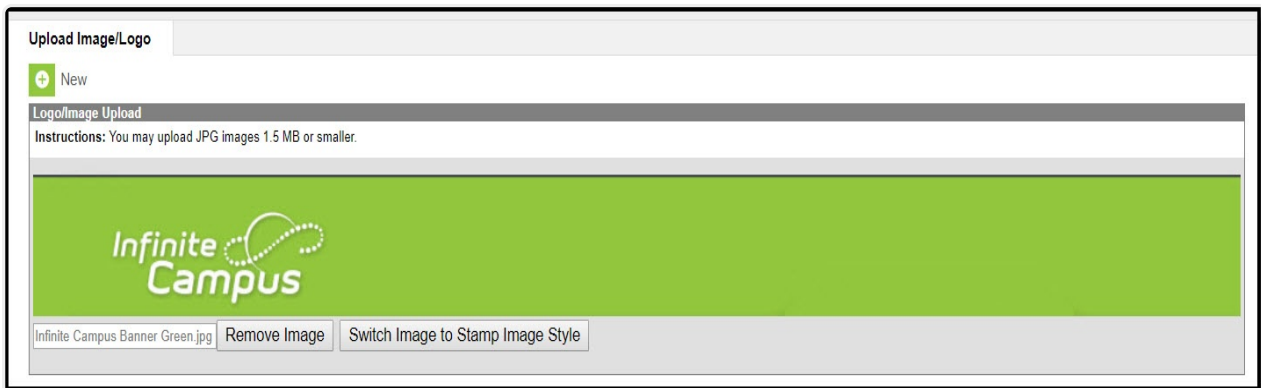 Upload Image/Logo
New
Logo/Image Upload
Instructions: You may upload JPG images 1.5 MB or smaller.
Infinite
Campus
Infinite Campus Banner Green.jpg Remove Image Switch Image to Stamp Image Style